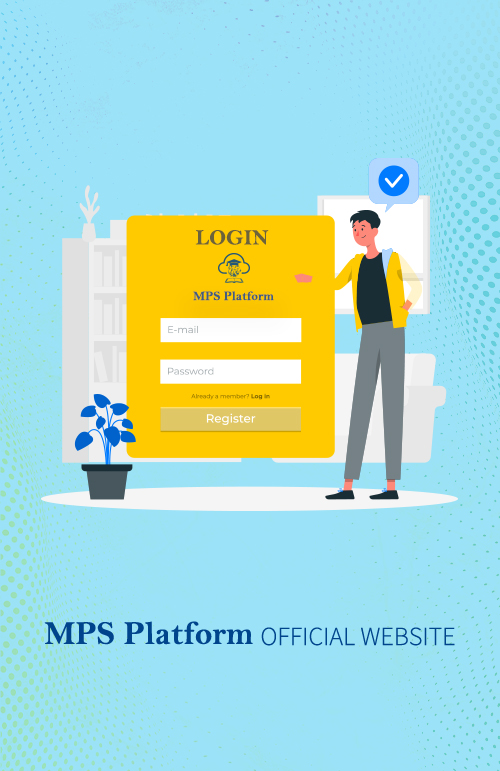 LOGIN
MPS Platform
E-mail
Password
Already a member? Log in
Register
MPS Platform OFFICIAL WEBSITE